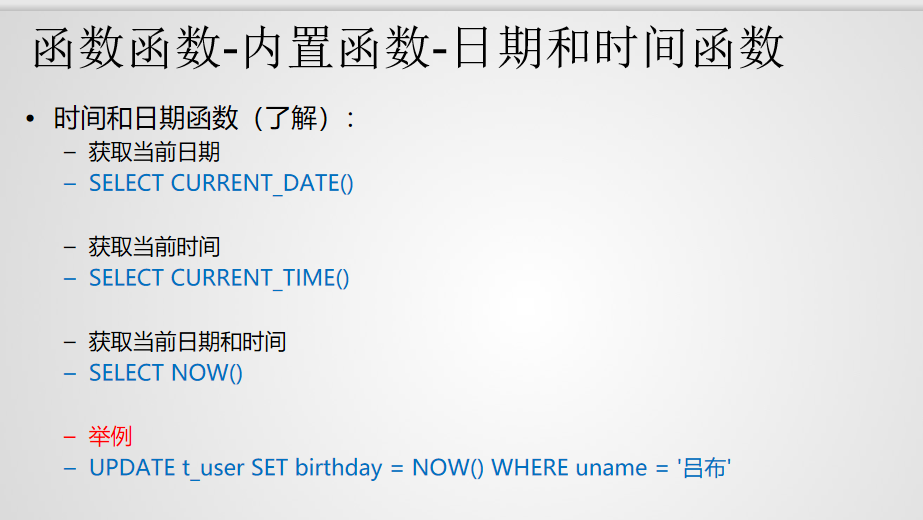 函数函数-内置函数-日期和时间函数
• 时间和日期函数（了解）：
– 获取当前日期
– SELECT CURRENT_DATE()
– 获取当前时间
– SELECT CURRENT_TIME()
– 获取当前日期和时间
– SELECT NOW()
– 举例
– UPDATE t_user SET birthday = NOW() WHERE uname = '吕布'